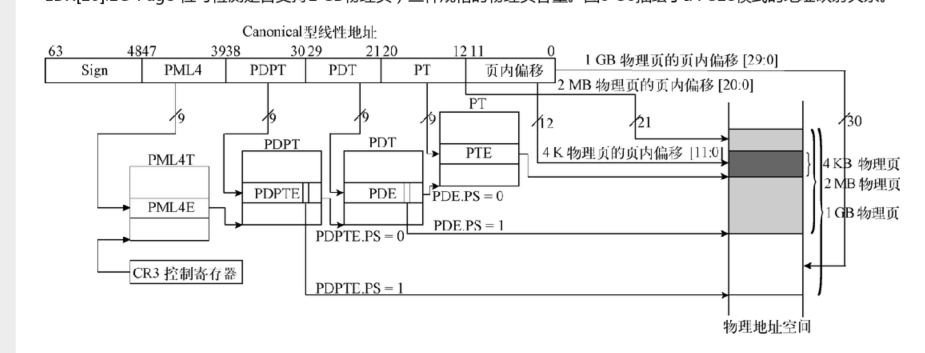 Canonical型线性地址
63 4847 3938 3029 2120 1211 0
Sign PML4 PDPT PDT PT 页内偏移
1 GB 物理页的页内偏移 [29:0]
2 MB 物理页的页内偏移 [20:0]
9 9 9 9 12 21 30
PT
PML4T PDPT PDT
PTE
4 K 物理页的页内偏移 [11:0]
4 KB 物理页
2 MB 物理页
1 GB 物理页
PML4E PDPTE PDE
PDE.PS = 0
PDPTE.PS = 0
PDE.PS = 1
CR3 控制寄存器
PDPTE.PS = 1
物理地址空间